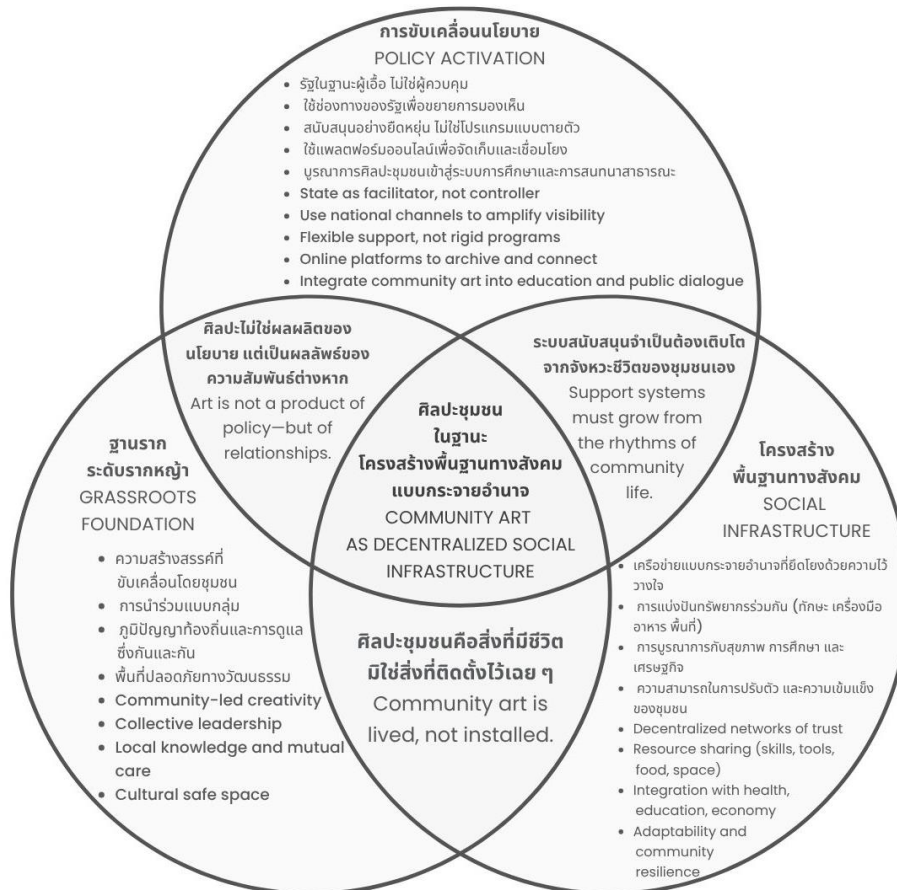 การขับเคลื่อนนโยบาย
POLICY ACTIVATION
• รัฐในฐานะผู้เอื้อ ไม่ใช่ผู้ควบคุม
• ใช้ช่องทางของรัฐเพื่อขยายการมองเห็น
• สนับสนุนอย่างยืดหยุ่น ไม่ใช่โปรแกรมแบบตายตัว
• ใช้แพลตฟอร์มออนไลน์เพื่อจัดเก็บและเชื่อมโยง
• บูรณาการศิลปะชุมชนเข้าสู่ระบบการศึกษาและการสนทนาสาธารณะ
• State as facilitator, not controller
• Use national channels to amplify visibility
• Flexible support, not rigid programs
• Online platforms to archive and connect
• Integrate community art into education and public dialogue
ศิลปะไม่ใช่ผลผลิตของ
นโยบาย แต่เป็นผลลัพธ์ของ
ความสัมพันธ์ต่างหาก
Art is not a product of
policy—but of
relationships.
ระบบสนับสนุนจำเป็นต้องเติบโต
จากจังหวะชีวิตของชุมชนเอง
Support systems
must grow from
the rhythms of
community
life.
ศิลปะชุมชน
ในฐานะ
โครงสร้างพื้นฐานทางสังคม
แบบกระจายอำนาจ
COMMUNITY ART
AS DECENTRALIZED SOCIAL
INFRASTRUCTURE
ฐานราก
ระดับรากหญ้า
GRASSROOTS
FOUNDATION
• ความสร้างสรรค์ที่
ขับเคลื่อนโดยชุมชน
• การนำร่วมแบบกลุ่ม
• ภูมิปัญญาท้องถิ่นและการดูแล
ซึ่งกันและกัน
• พื้นที่ปลอดภัยทางวัฒนธรรม
• Community-led creativity
• Collective leadership
• Local knowledge and mutual
care
• Cultural safe space
ศิลปะชุมชนคือสิ่งที่มีชีวิต
มิใช่สิ่งที่ติดตั้งไว้เฉย ๆ
Community art is
lived, not installed.
โครงสร้าง
พื้นฐานทางสังคม
SOCIAL
INFRASTRUCTURE
• เครือข่ายแบบกระจายอำนาจที่ยึดโยงด้วยความไว้
วางใจ
• การแบ่งปันทรัพยากรร่วมกัน (ทักษะ เครื่องมือ
อาหาร พื้นที่)
• การบูรณาการกับสุขภาพ การศึกษา และ
เศรษฐกิจ
• ความสามารถในการปรับตัว และความเข้มแข็ง
ของชุมชน
• Decentralized networks of trust
• Resource sharing (skills, tools,
food, space)
• Integration with health,
education, economy
• Adaptability and
community
resilience